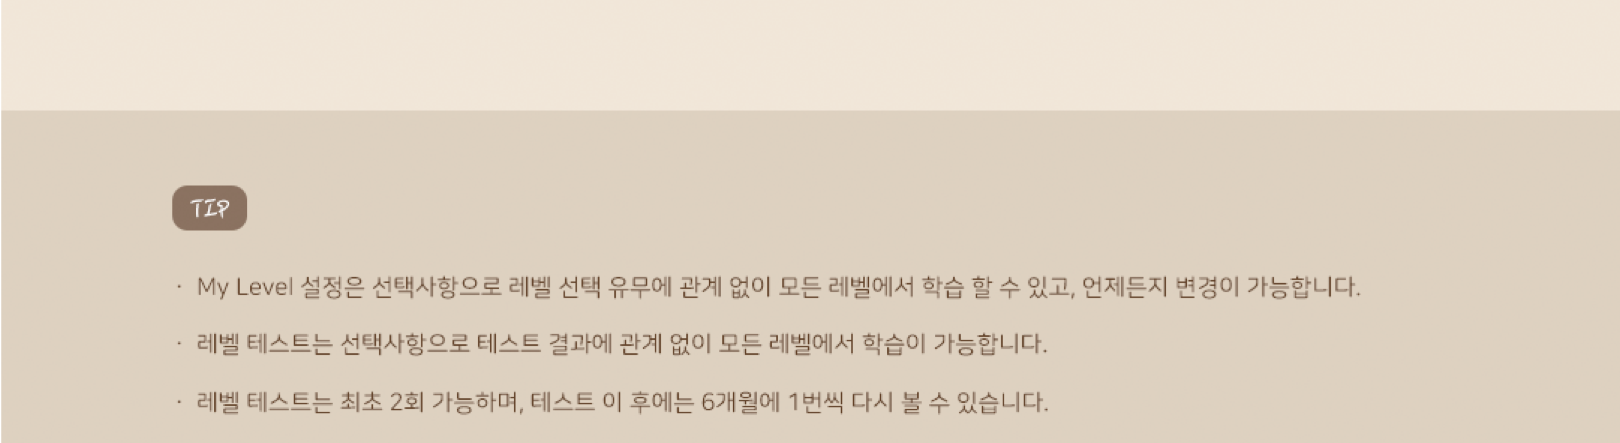 TIP
· My Level 설정은 선택사항으로 레벨 선택 유무에 관계 없이 모든 레벨에서 학습 할 수 있고, 언제든지 변경이 가능합니다.
· 레벨 테스트는 선택사항으로 테스트 결과에 관계 없이 모든 레벨에서 학습이 가능합니다.
· 레벨 테스트는 최초 2회 가능하며, 테스트 이 후에는 6개월에 1번씩 다시 볼 수 있습니다.